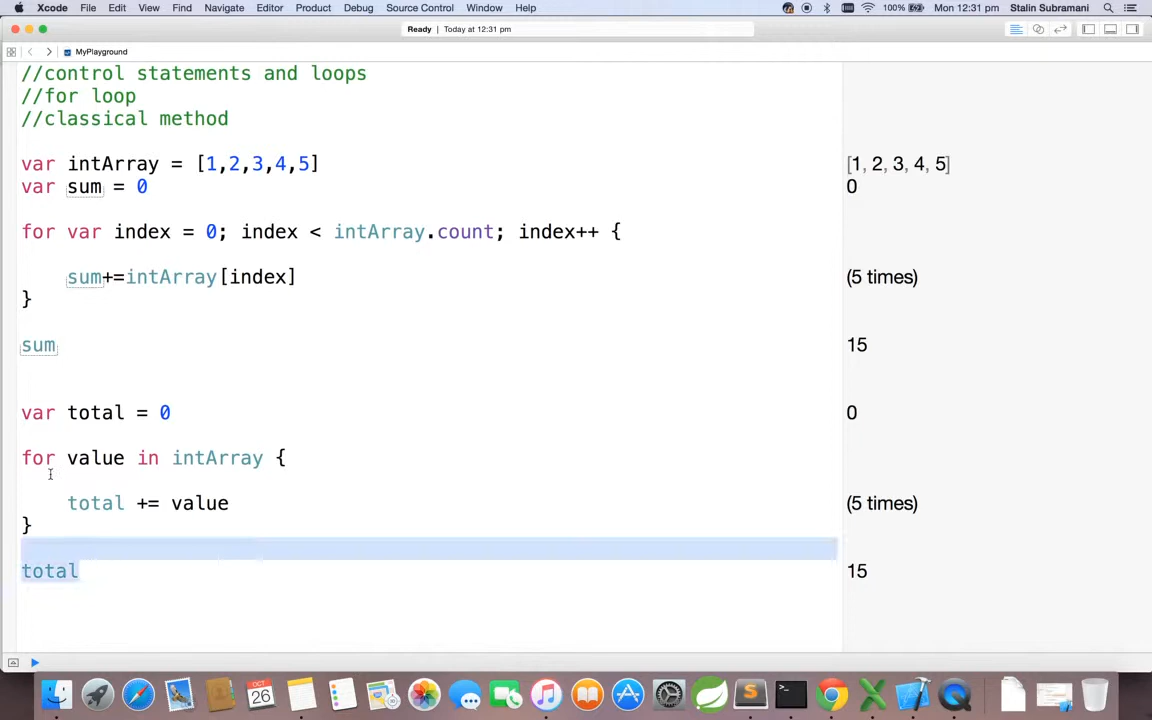 Xcode File Edit View Find Navigate Editor Product Debug Source Control Window Help 100% Mon 12:31 pm Stalin Subramani
Ready | Today at 12:31 pm
MyPlayground
//control statements and loops
//for loop
//classical method
var intArray = [1,2,3,4,5] [1, 2, 3, 4, 5]
var sum = 0 0
for var index = 0; index < intArray.count; index++ {
sum+=intArray[index] (5 times)
}
sum 15
var total = 0 0
for value in intArray {
total += value (5 times)
}
total 15
OCT
26